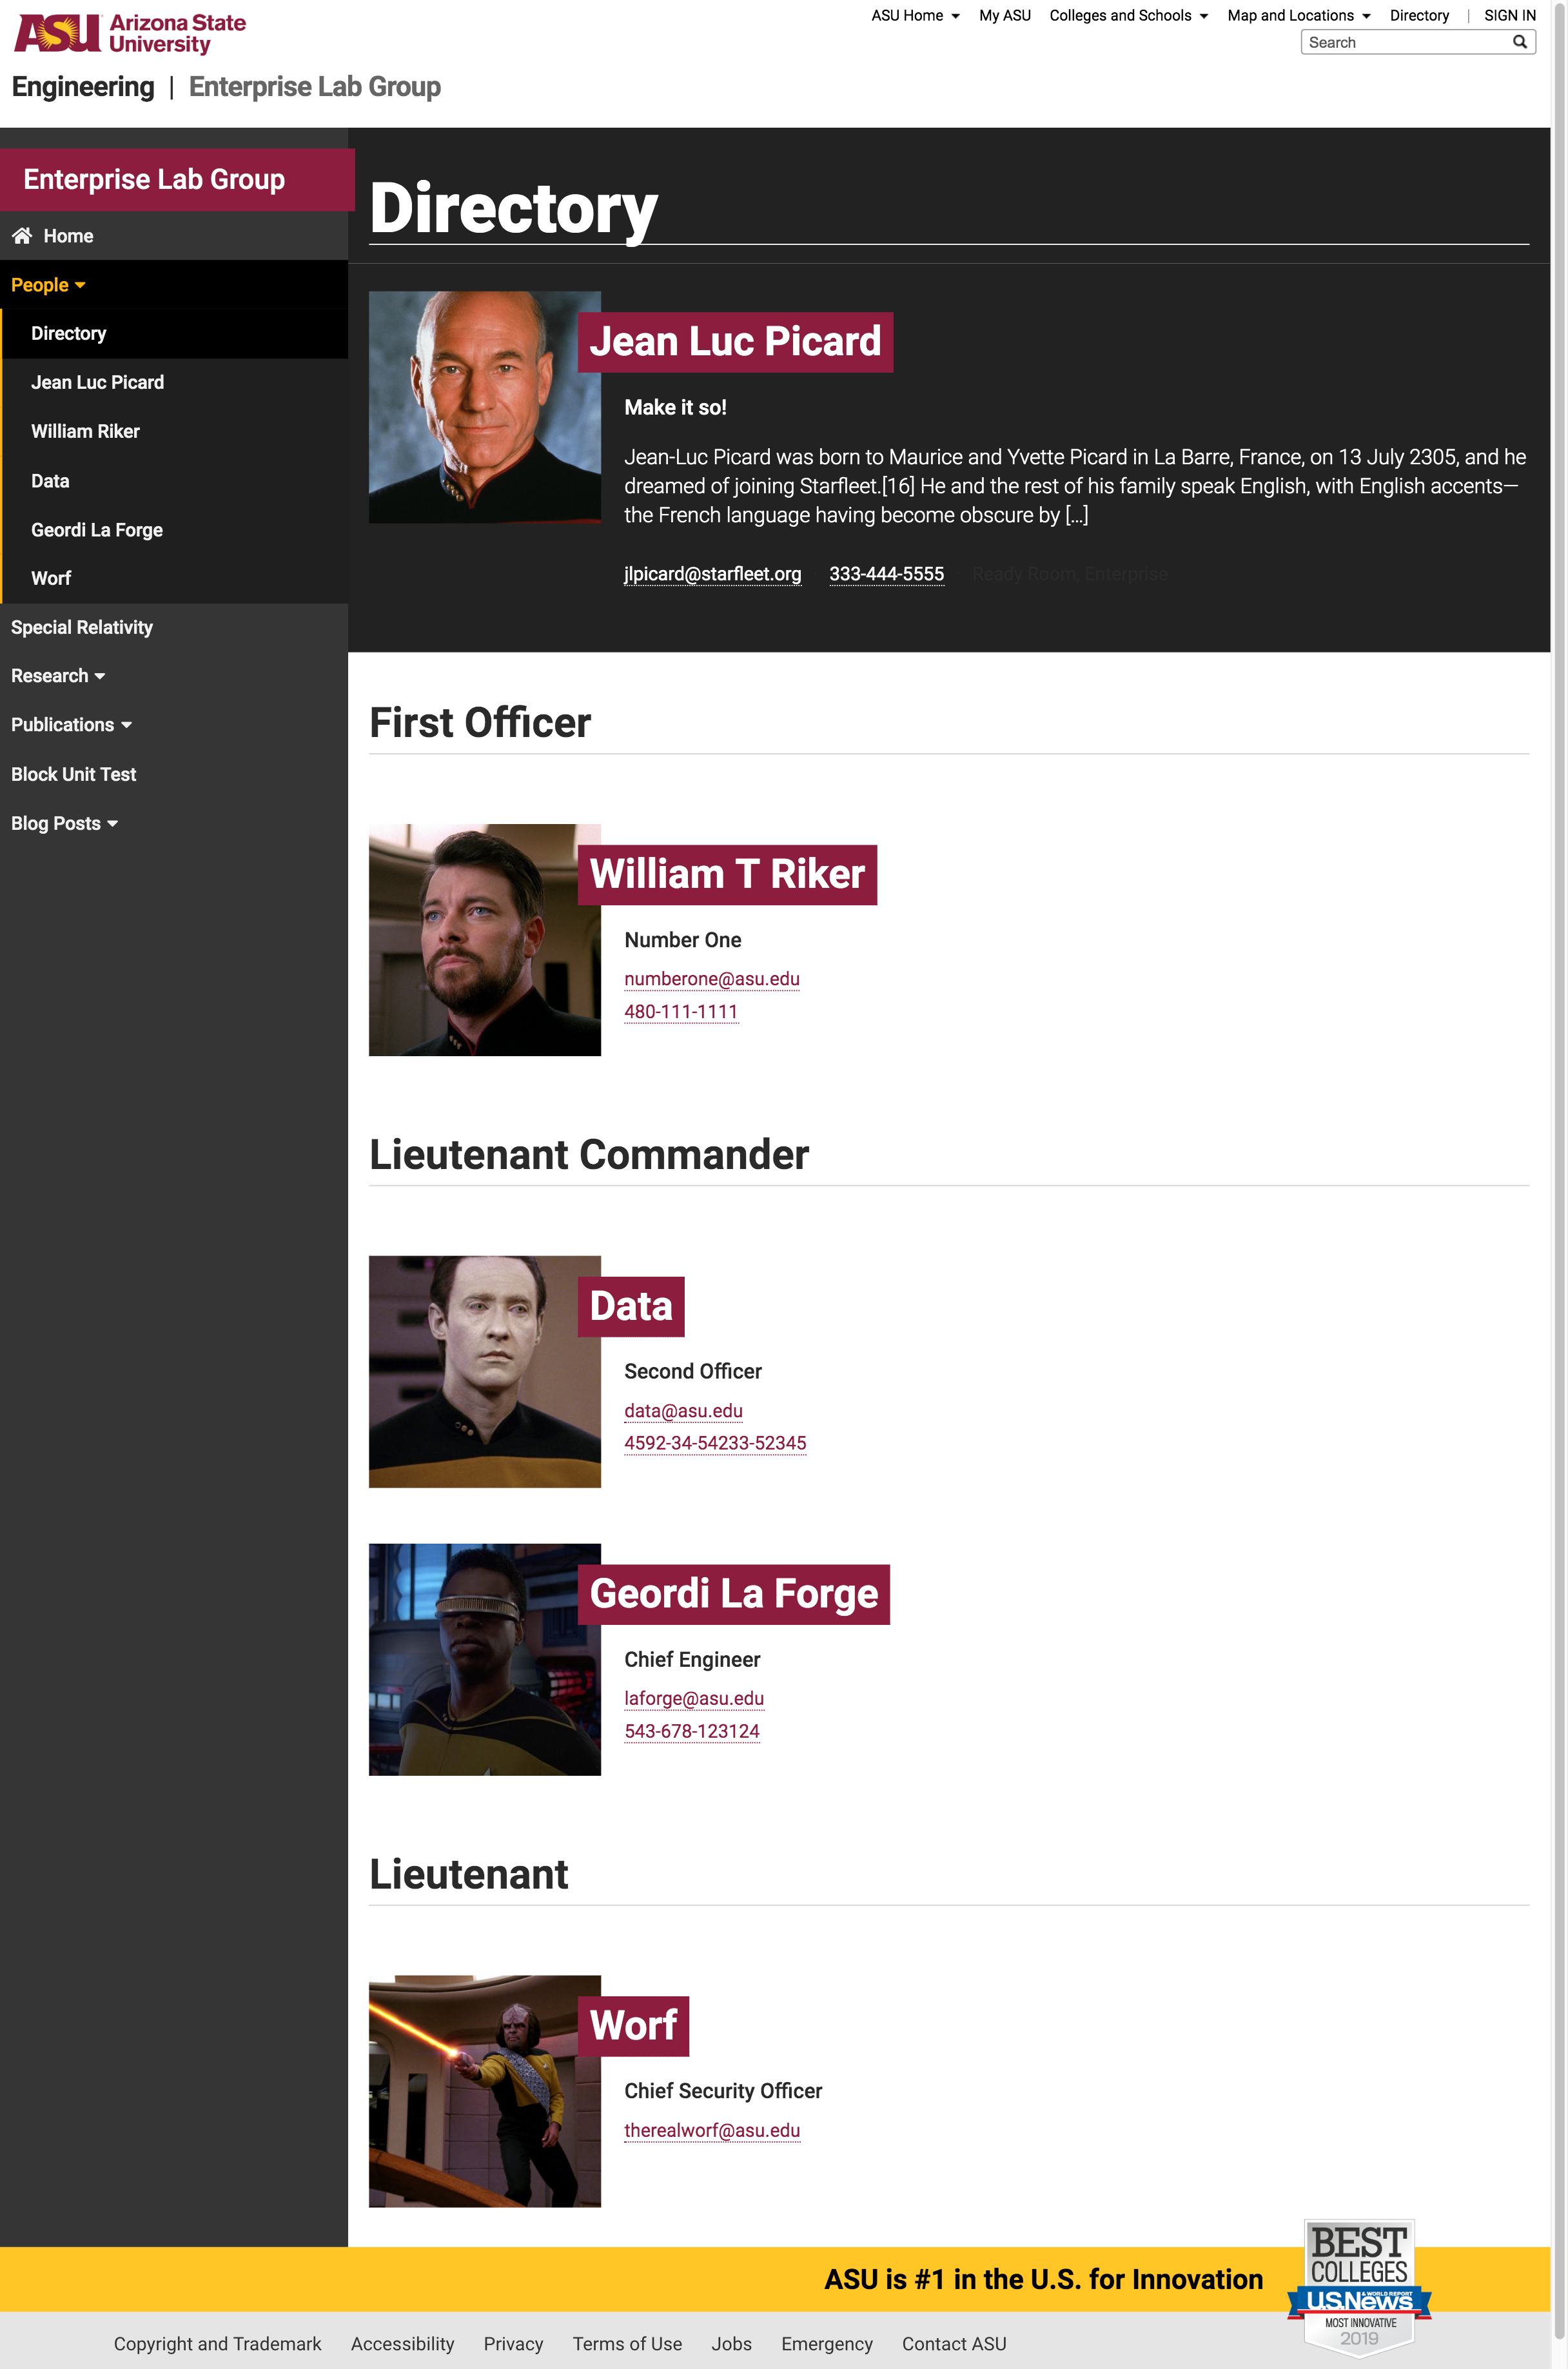 ASU Arizona State University
ASU Home
My ASU
Colleges and Schools
Map and Locations
Directory
|
SIGN IN
Search
Engineering | Enterprise Lab Group
Enterprise Lab Group
Home
People
Directory
Jean Luc Picard
William Riker
Data
Geordi La Forge
Worf
Special Relativity
Research
Publications
Block Unit Test
Blog Posts
Directory
Jean Luc Picard
Make it so!
Jean-Luc Picard was born to Maurice and Yvette Picard in La Barre, France, on 13 July 2305, and he
dreamed of joining Starfleet.[16] He and the rest of his family speak English, with English accents—
the French language having become obscure by [...]
jlpicard@starfleet.org · 333-444-5555 · Ready Room, Enterprise
First Officer
William T Riker
Number One
numberone@asu.edu
480-111-1111
Lieutenant Commander
Data
Second Officer
data@asu.edu
4592-34-54233-52345
Geordi La Forge
Chief Engineer
laforge@asu.edu
543-678-123124
Lieutenant
Worf
Chief Security Officer
therealworf@asu.edu
ASU is #1 in the U.S. for Innovation
BEST
COLLEGES
U.S.News & WORLD REPORT
MOST INNOVATIVE
2019
Copyright and Trademark
Accessibility
Privacy
Terms of Use
Jobs
Emergency
Contact ASU